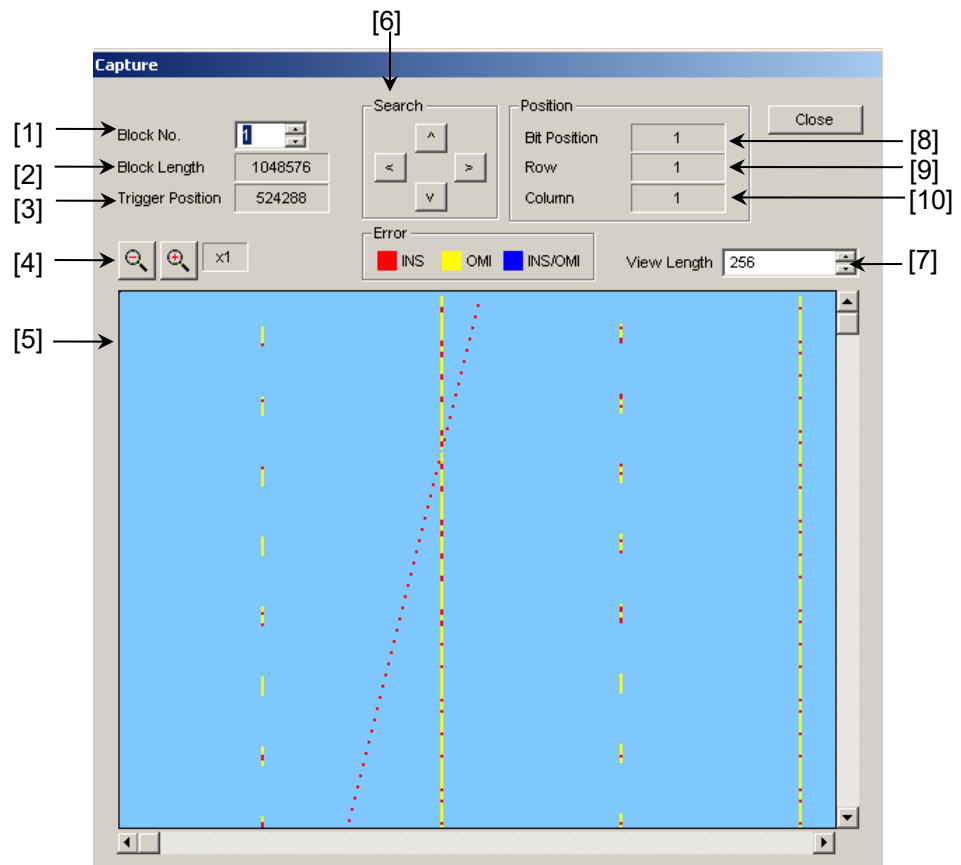 [6]
Capture
Search
Position
Close
[1]
Block No.
1
^
Bit Position
1
[8]
[2]
Block Length
1048576
<
>
Row
1
[9]
[3]
Trigger Position
524288
v
Column
1
[10]
Error
[4]
x1
INS
OMI
INS/OMI
View Length
256
[7]
[5]